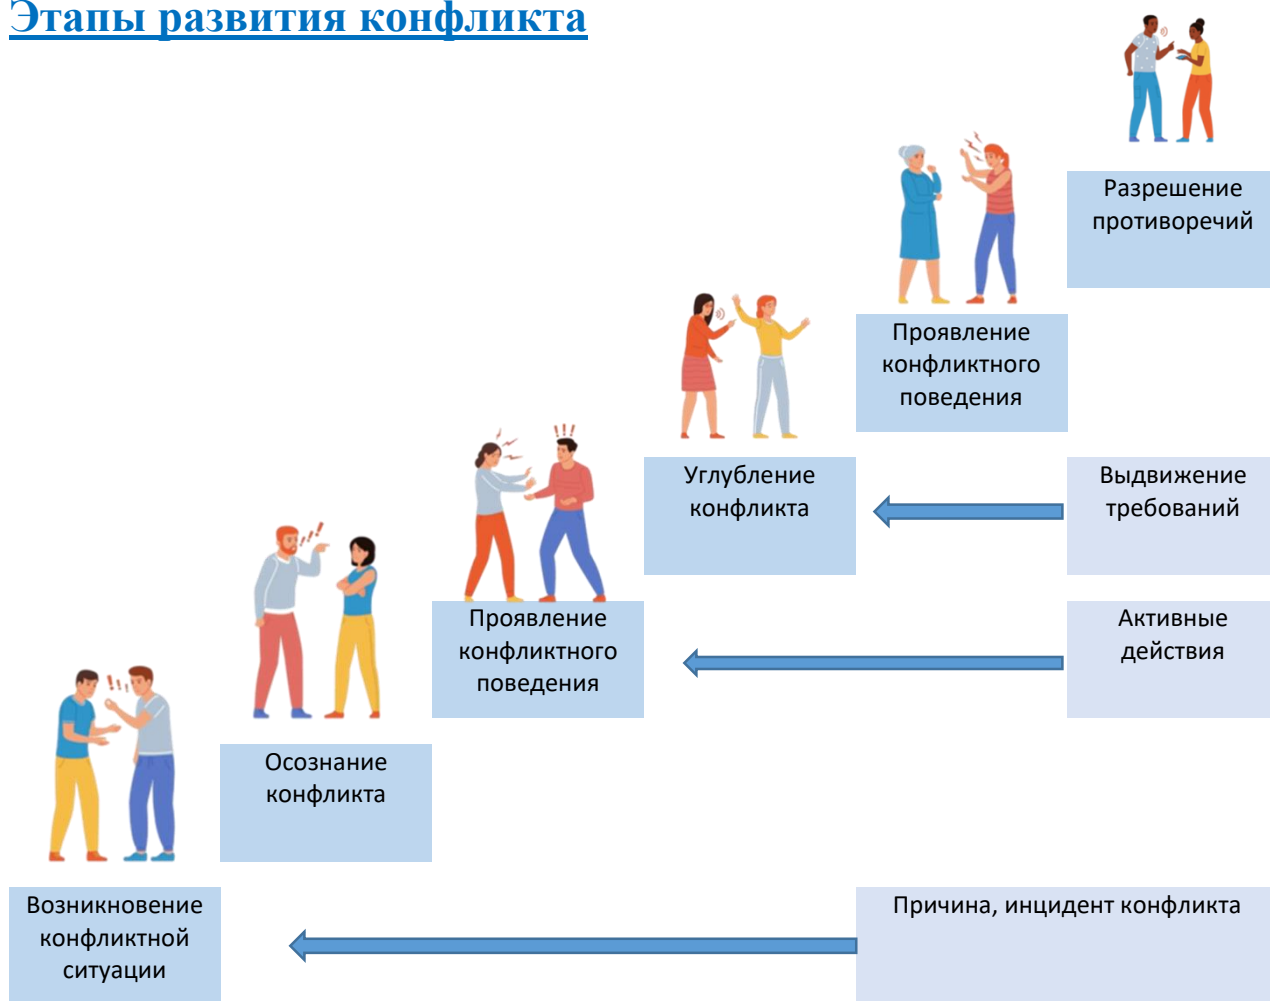 Этапы развития конфликта
Разрешение
противоречий
Проявление
конфликтного
поведения
Углубление
конфликта
Выдвижение
требований
Проявление
конфликтного
поведения
Активные
действия
Осознание
конфликта
Возникновение
конфликтной
ситуации
Причина, инцидент конфликта